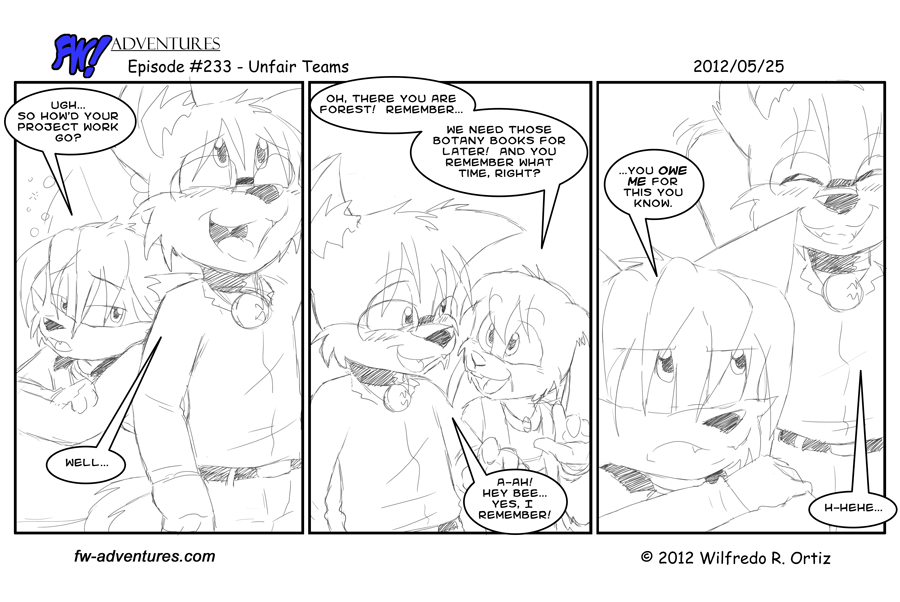 FW! ADVENTURES
Episode #233 - Unfair Teams
2012/05/25
UGH...
SO HOW'D YOUR
PROJECT WORK
GO?
WELL...
OH, THERE YOU ARE
FOREST! REMEMBER...
WE NEED THOSE
BOTANY BOOKS FOR
LATER! AND YOU
REMEMBER WHAT
TIME, RIGHT?
A-AH!
HEY BEE...
YES, I
REMEMBER!
...YOU OWE
ME FOR
THIS YOU
KNOW.
H-HEHE...
fw-adventures.com
© 2012 Wilfredo R. Ortiz